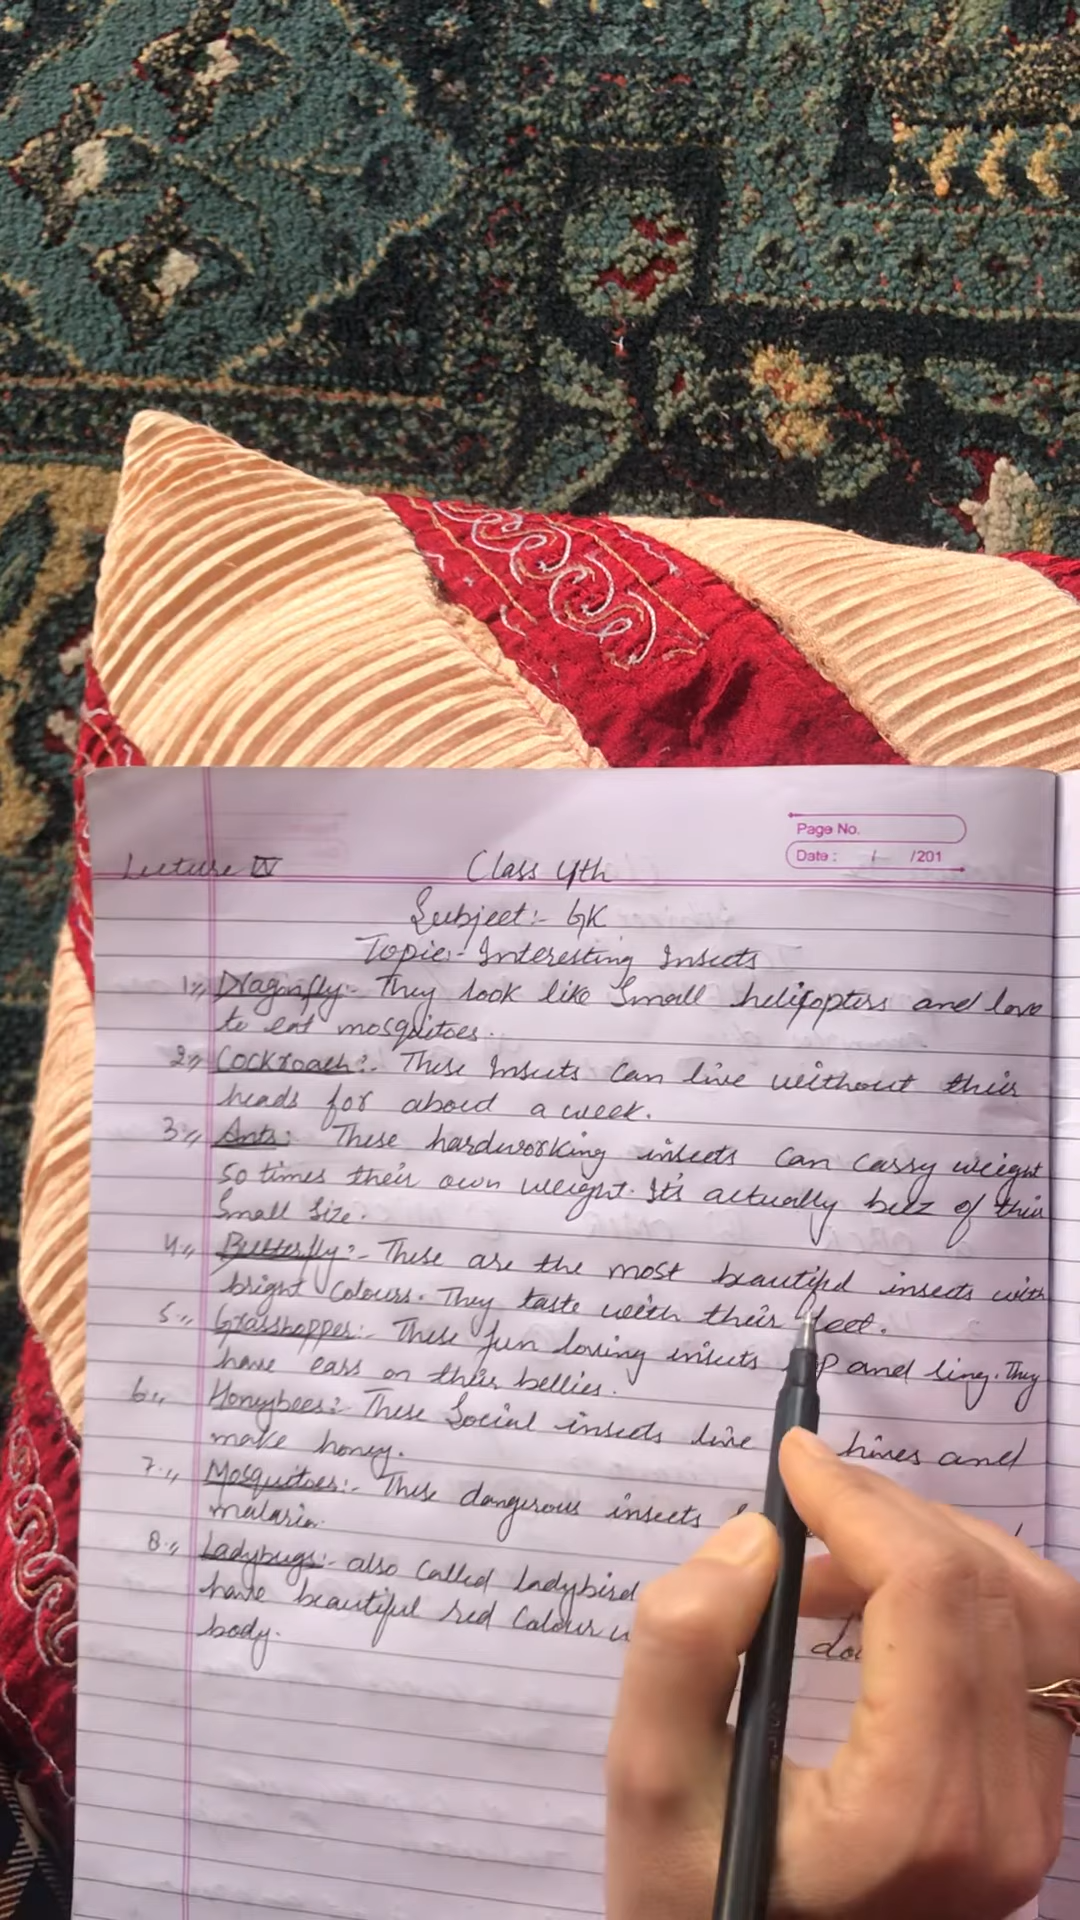 Page No.
Date : / /201
Lecture IV Class 4th
Subject:- GK
Topic:- Interesting Insects
1., Dragonfly:- They look like Small helicopters and love
to eat mosquitoes.
2., Cockroach:- These Insects Can live without their
heads for about a week.
3., Ants: These hardworking insects can carry weight
50 times their own weight. It's actually bcz of their
Small Size.
4., Butterfly:- These are the most beautiful insects with
bright Colours. They taste with their feet.
5., Grasshopper:- These fun loving insects and sing. They
have ears on their bellies.
6., Honeybees:- These Social insects live hives and
make honey.
7., Mosquitoes:- These dangerous insects
malaria.
8., Ladybugs:- also Called ladybird
have beautiful red Colour
body.